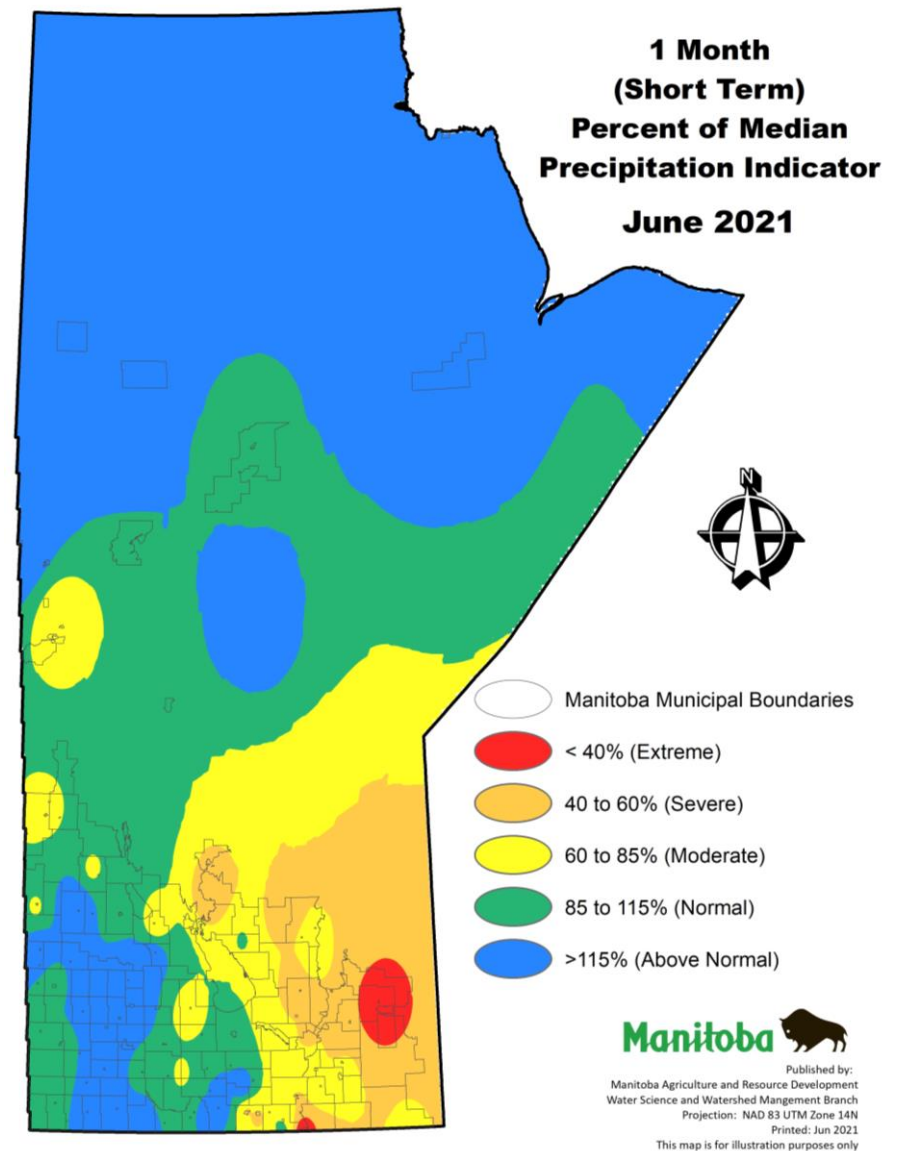 1 Month
(Short Term)
Percent of Median
Precipitation Indicator
June 2021
N
Manitoba Municipal Boundaries
< 40% (Extreme)
40 to 60% (Severe)
60 to 85% (Moderate)
85 to 115% (Normal)
>115% (Above Normal)
Manitoba
Published by:
Manitoba Agriculture and Resource Development
Water Science and Watershed Mangement Branch
Projection: NAD 83 UTM Zone 14N
Printed: Jun 2021
This map is for illustration purposes only